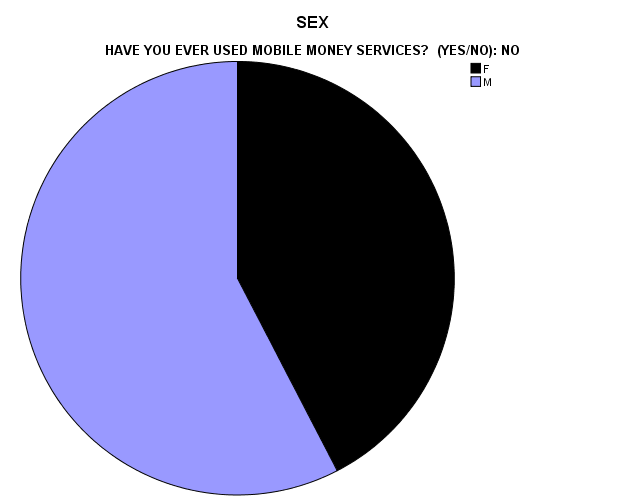 SEX
HAVE YOU EVER USED MOBILE MONEY SERVICES?  (YES/NO): NO
F
M